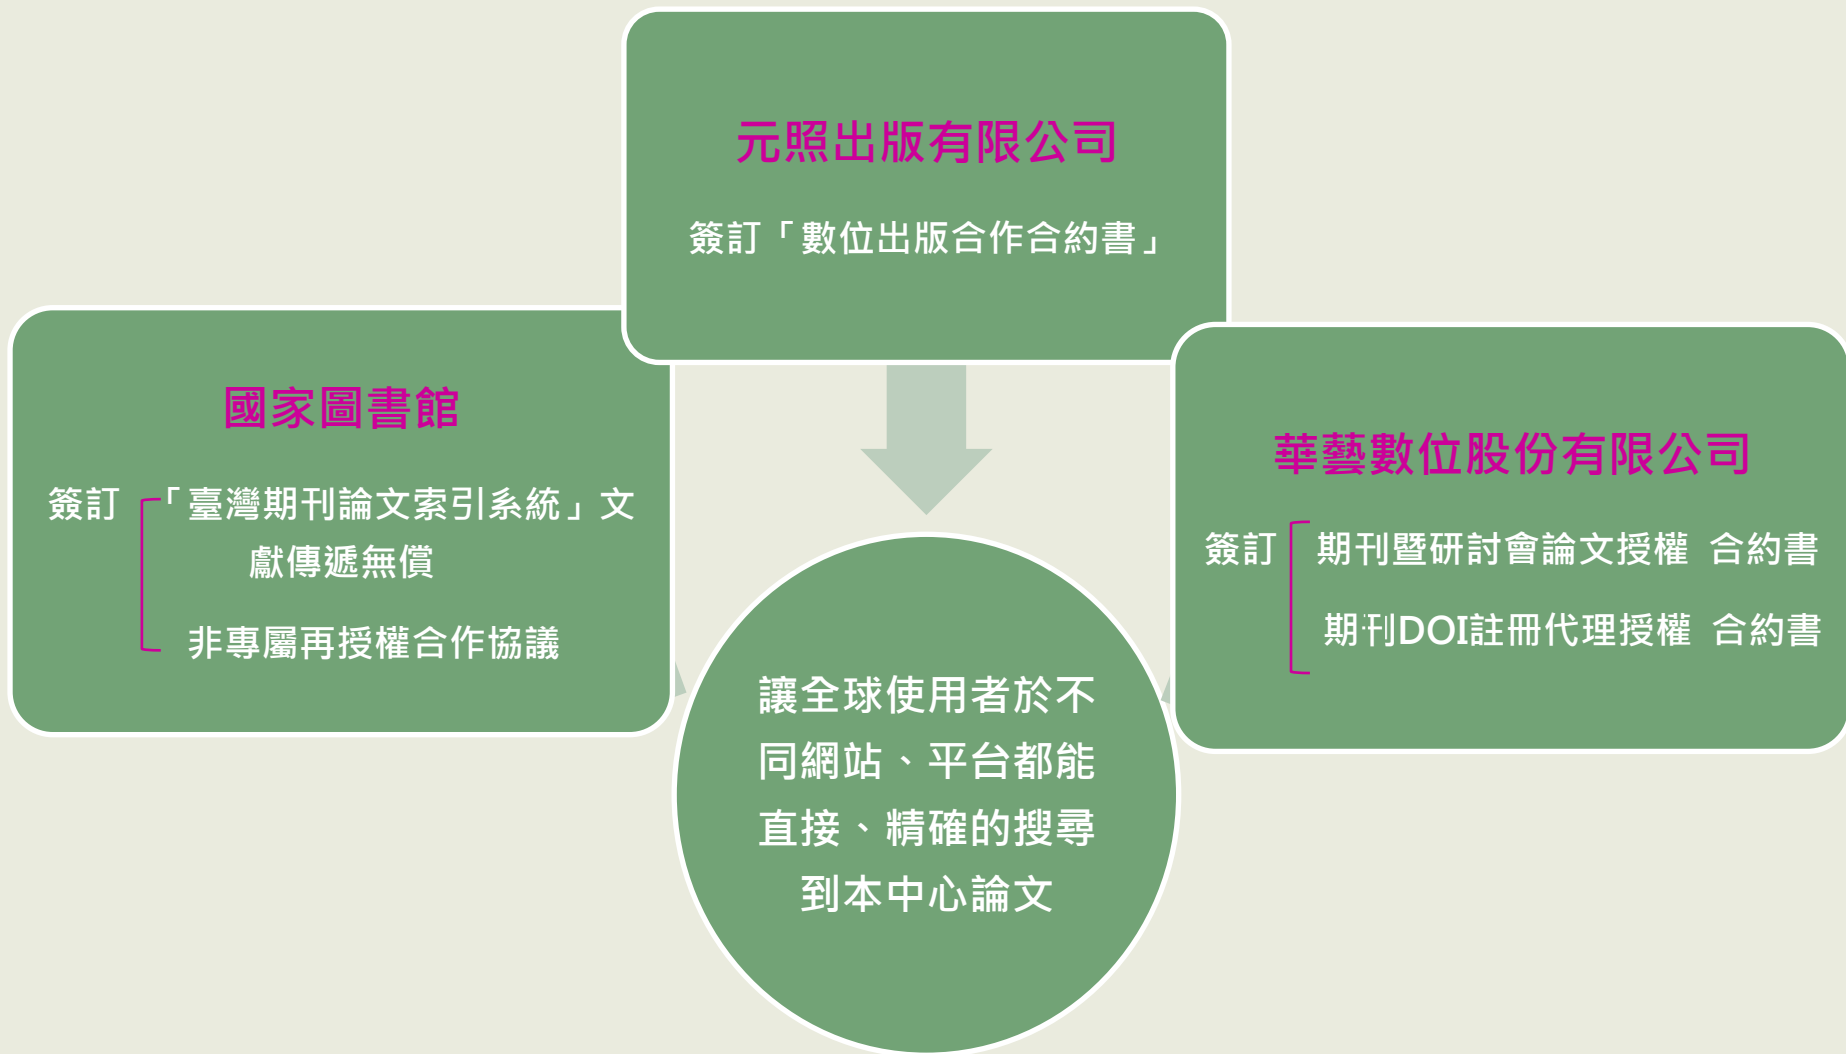 元照出版有限公司
簽訂「數位出版合作合約書」
國家圖書館
簽訂 「臺灣期刊論文索引系統」文
獻傳遞無償
非專屬再授權合作協議
華藝數位股份有限公司
簽訂 期刊暨研討會論文授權 合約書
期刊DOI註冊代理授權 合約書
讓全球使用者於不
同網站、平台都能
直接、精確的搜尋
到本中心論文